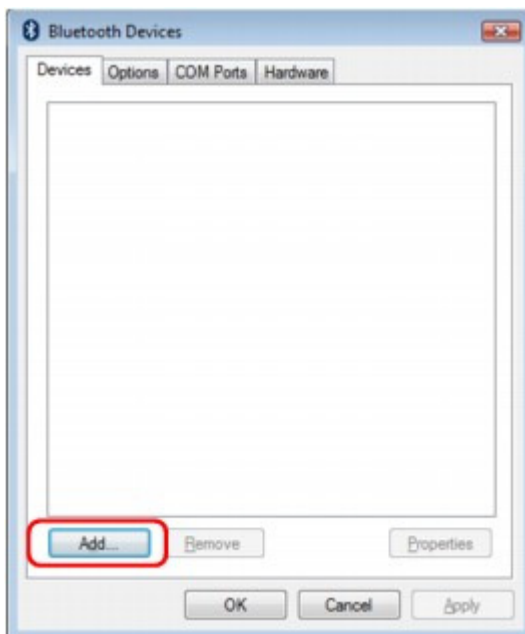 Bluetooth Devices
Devices Options COM Ports Hardware
Add... Remove Properties
OK Cancel Apply